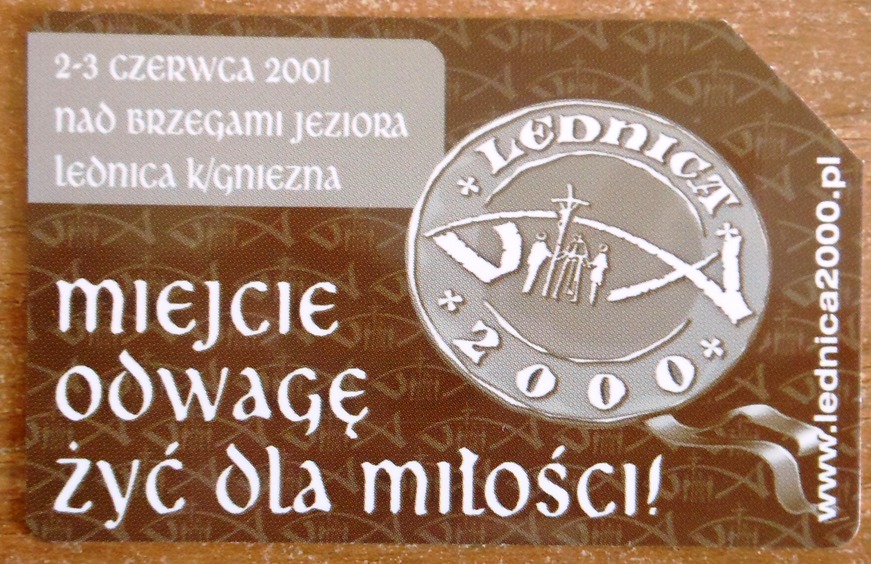 2-3 CZERWCA 2001
NAD BRZEGAMI JEZIORA
LEDNICA K/GNIEZNA
LEDNICA
2000
MIEJCIE
ODWAGĘ
ŻYĆ DLA MIŁOŚCI!
www.lednica2000.pl